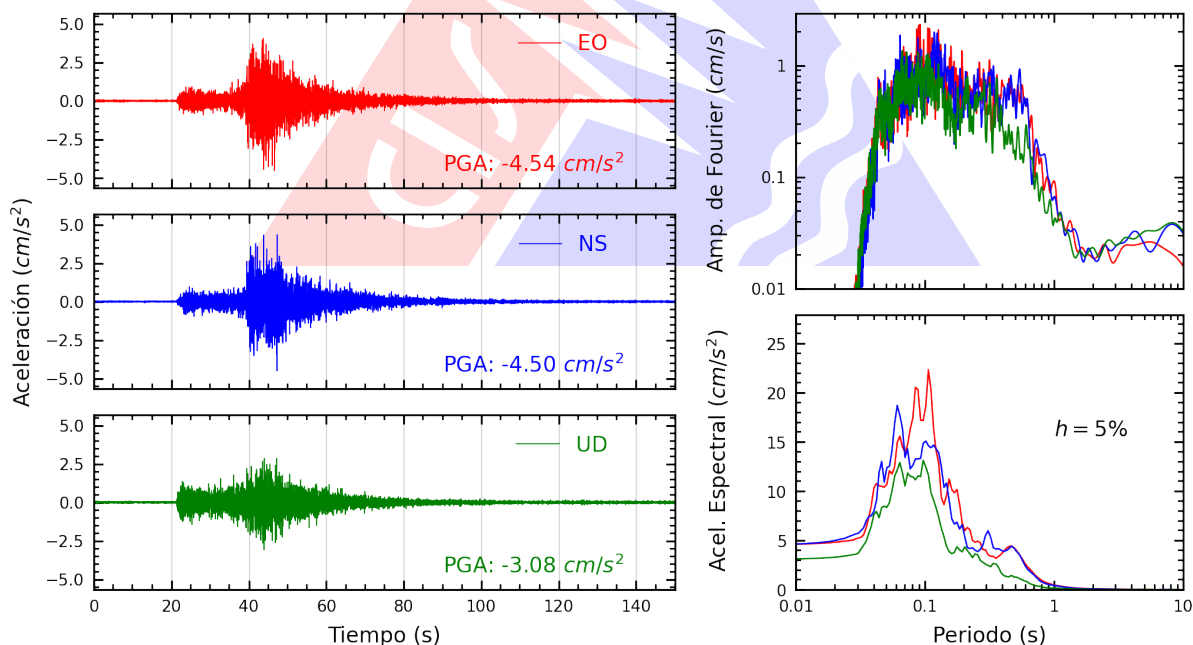 Aceleración (cm/s²)
5.0
2.5
0.0
−2.5
−5.0
EO
PGA: -4.54 cm/s²
5.0
2.5
0.0
−2.5
−5.0
NS
PGA: -4.50 cm/s²
5.0
2.5
0.0
−2.5
−5.0
UD
PGA: -3.08 cm/s²
0 20 40 60 80 100 120 140
Tiempo (s)
Amp. de Fourier (cm/s)
1
0.1
0.01
Acel. Espectral (cm/s²)
25
20
15
10
5
0
h = 5%
0.01 0.1 1 10
Periodo (s)